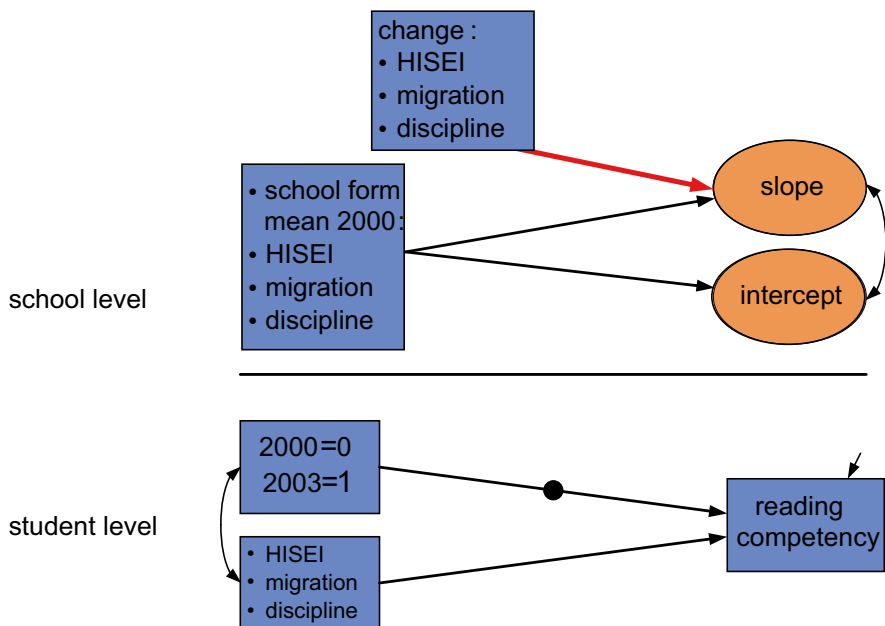 change :
• HISEI
• migration
• discipline
slope
• school form
mean 2000:
• HISEI
• migration
• discipline
intercept
school level
2000=0
2003=1
reading
competency
student level
• HISEI
• migration
• discipline